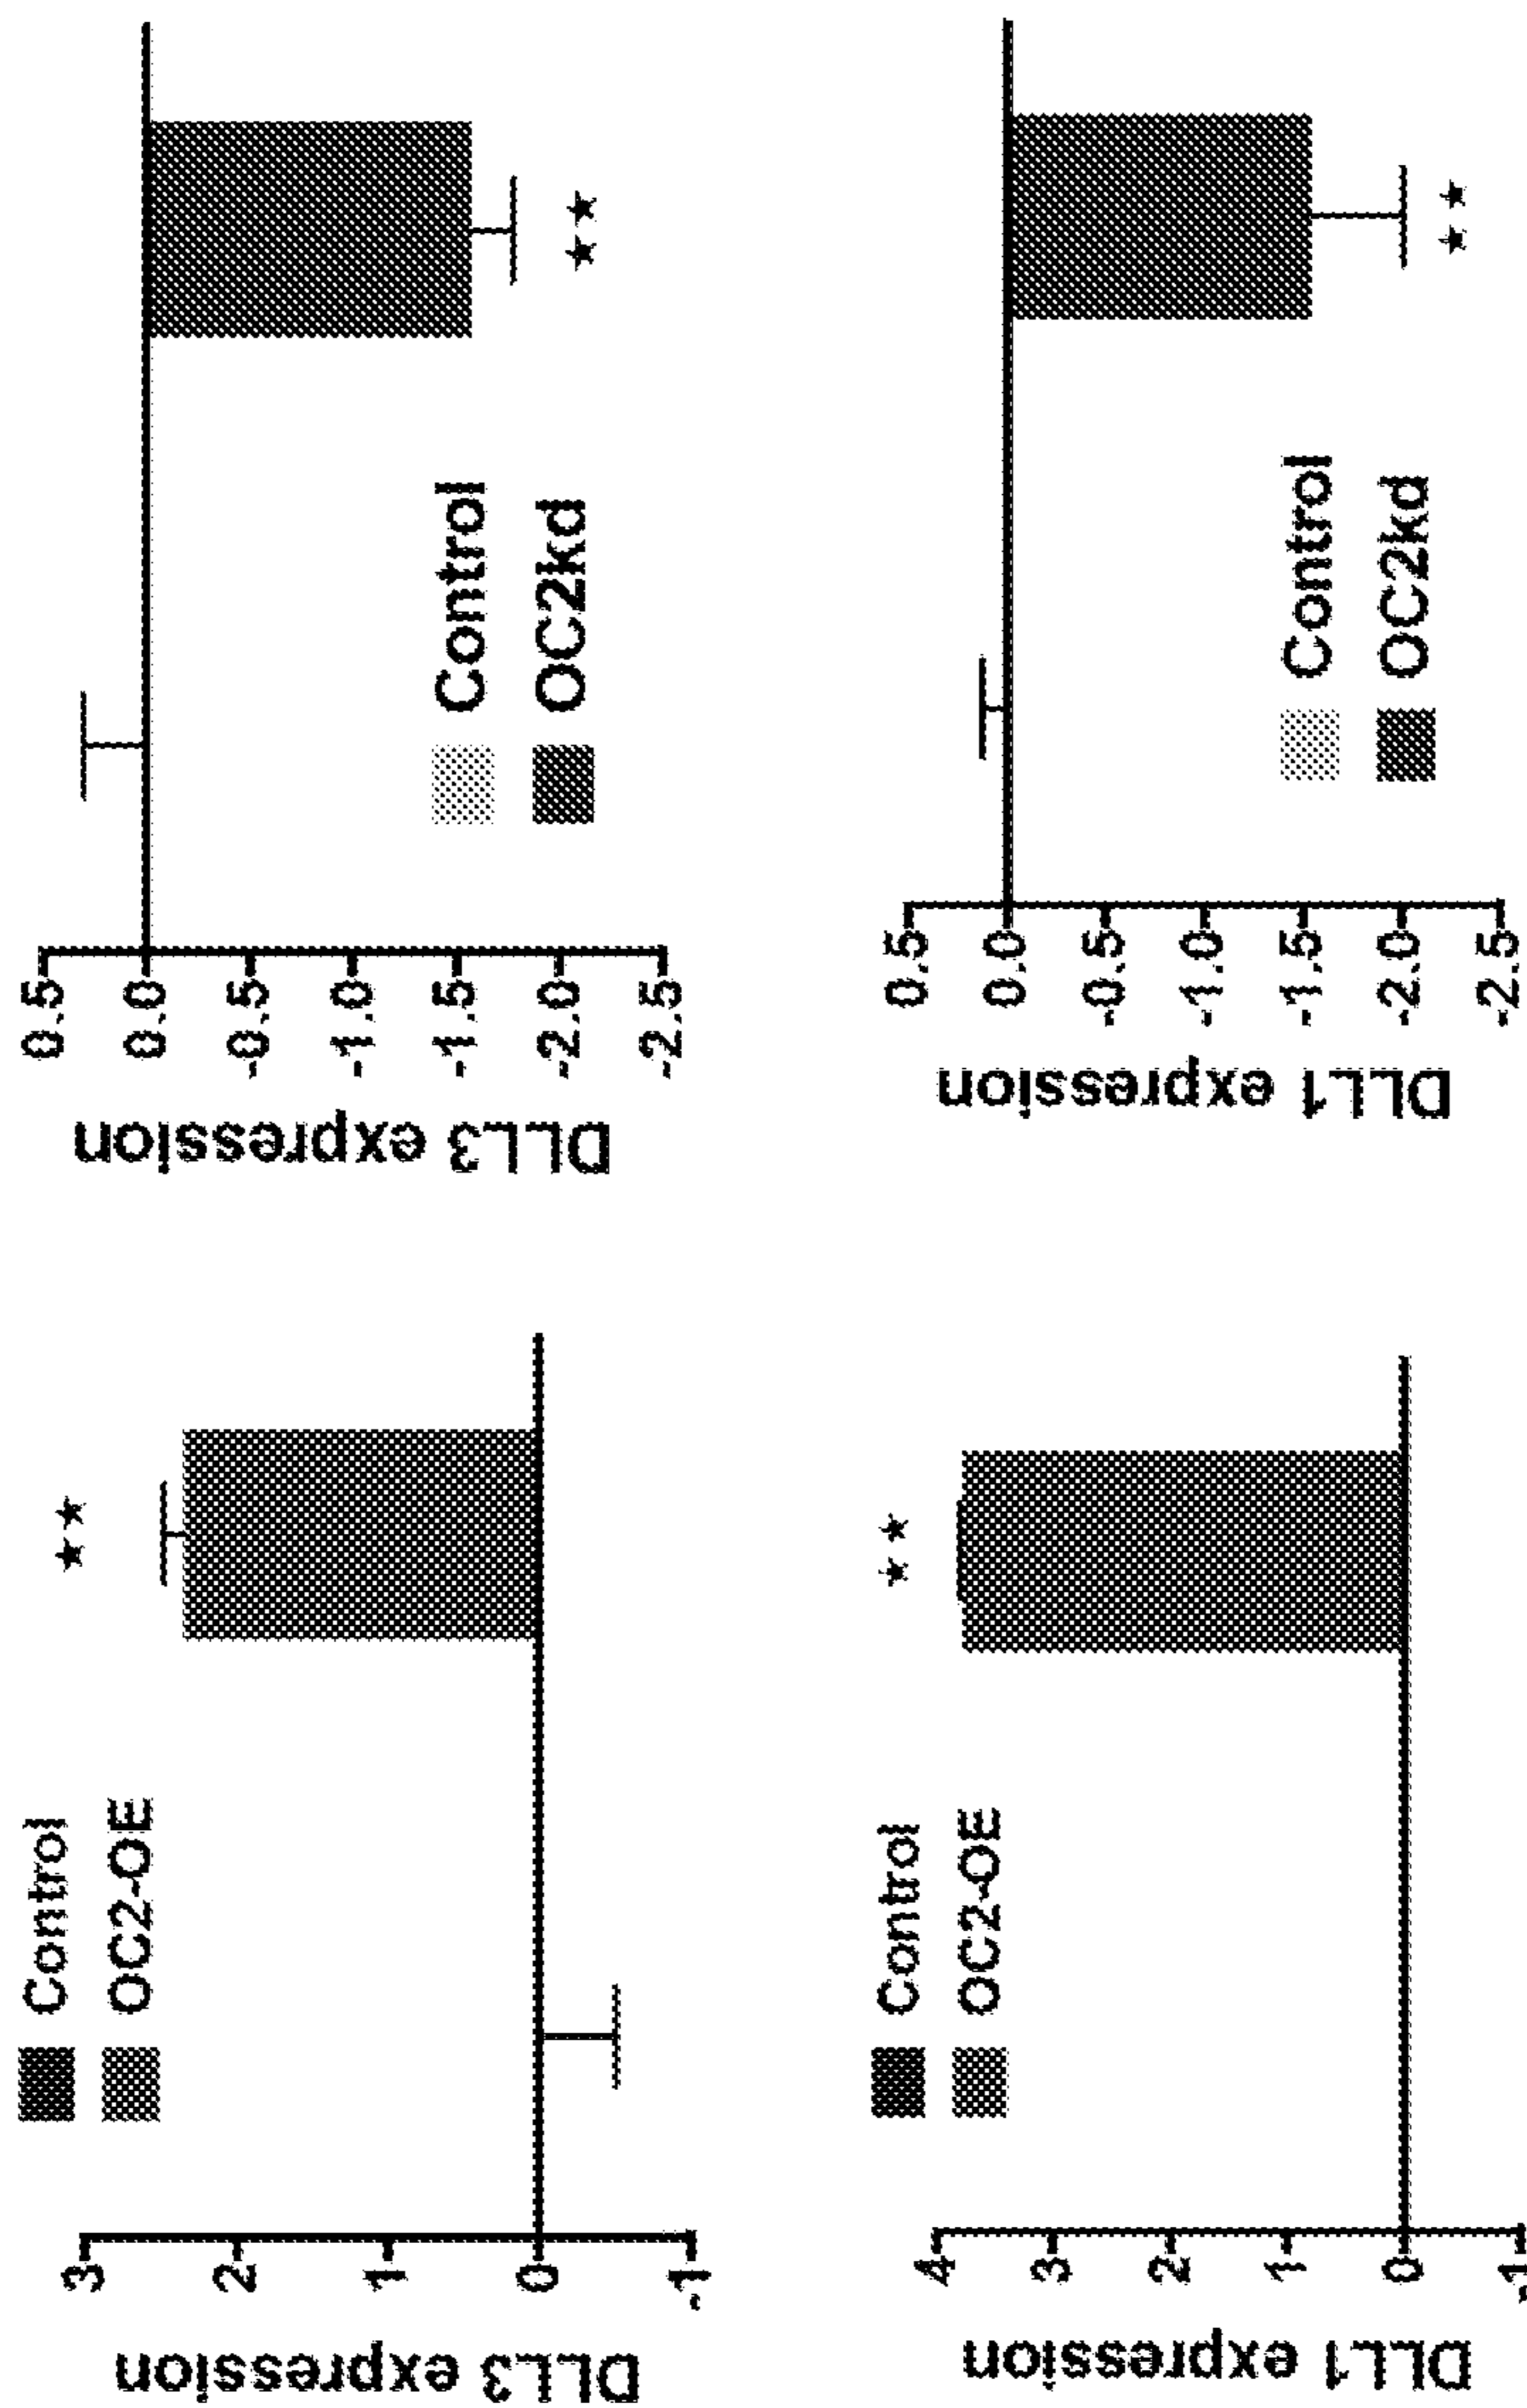 DLL3 expression
3
2
1
0
-1
Control
OC2-OE
★★
DLL3 expression
0.5
0.0
-0.5
-1.0
-1.5
-2.0
-2.5
Control
OC2kd
★★
DLL1 expression
4
3
2
1
0
-1
Control
OC2-OE
★★
DLL1 expression
0.5
0.0
-0.5
-1.0
-1.5
-2.0
-2.5
Control
OC2kd
★★